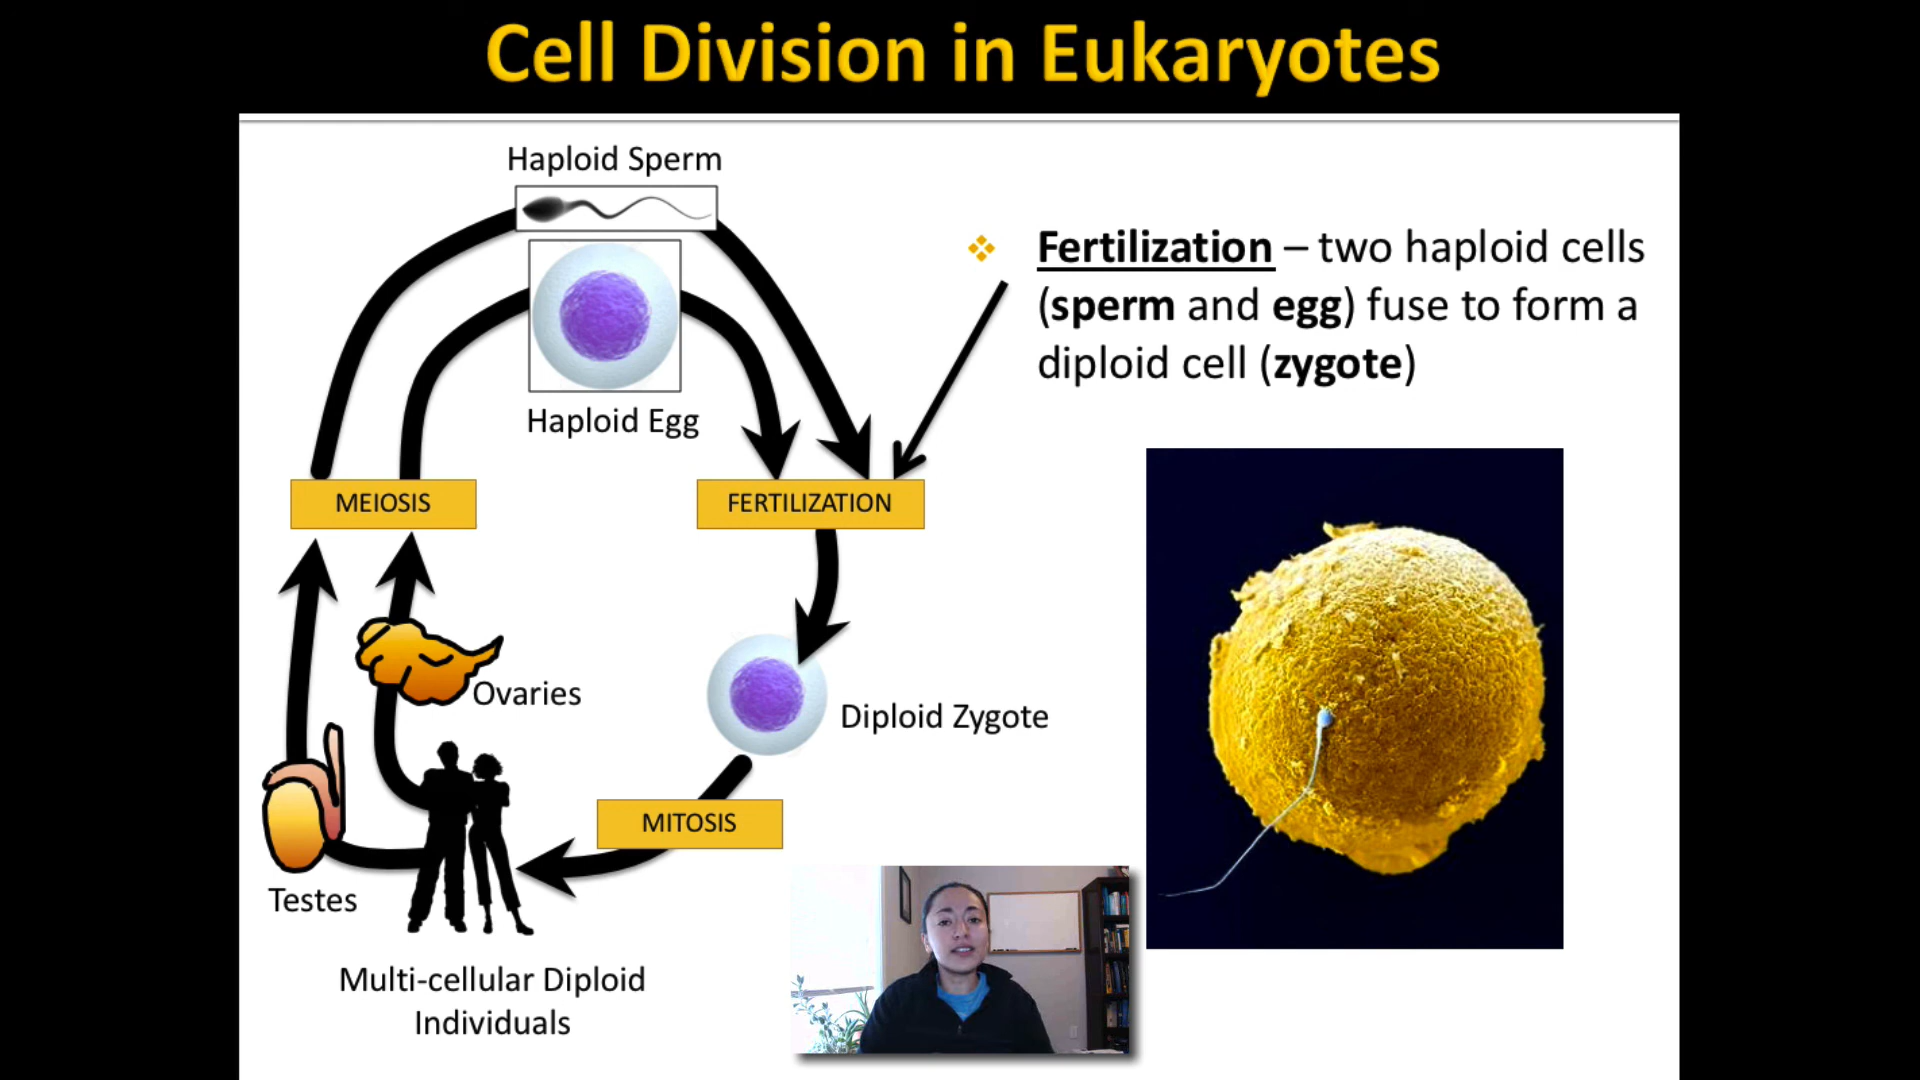 Cell Division in Eukaryotes
Haploid Sperm
Haploid Egg
Fertilization – two haploid cells
(sperm and egg) fuse to form a
diploid cell (zygote)
MEIOSIS
FERTILIZATION
Ovaries
Diploid Zygote
MITOSIS
Testes
Multi-cellular Diploid
Individuals